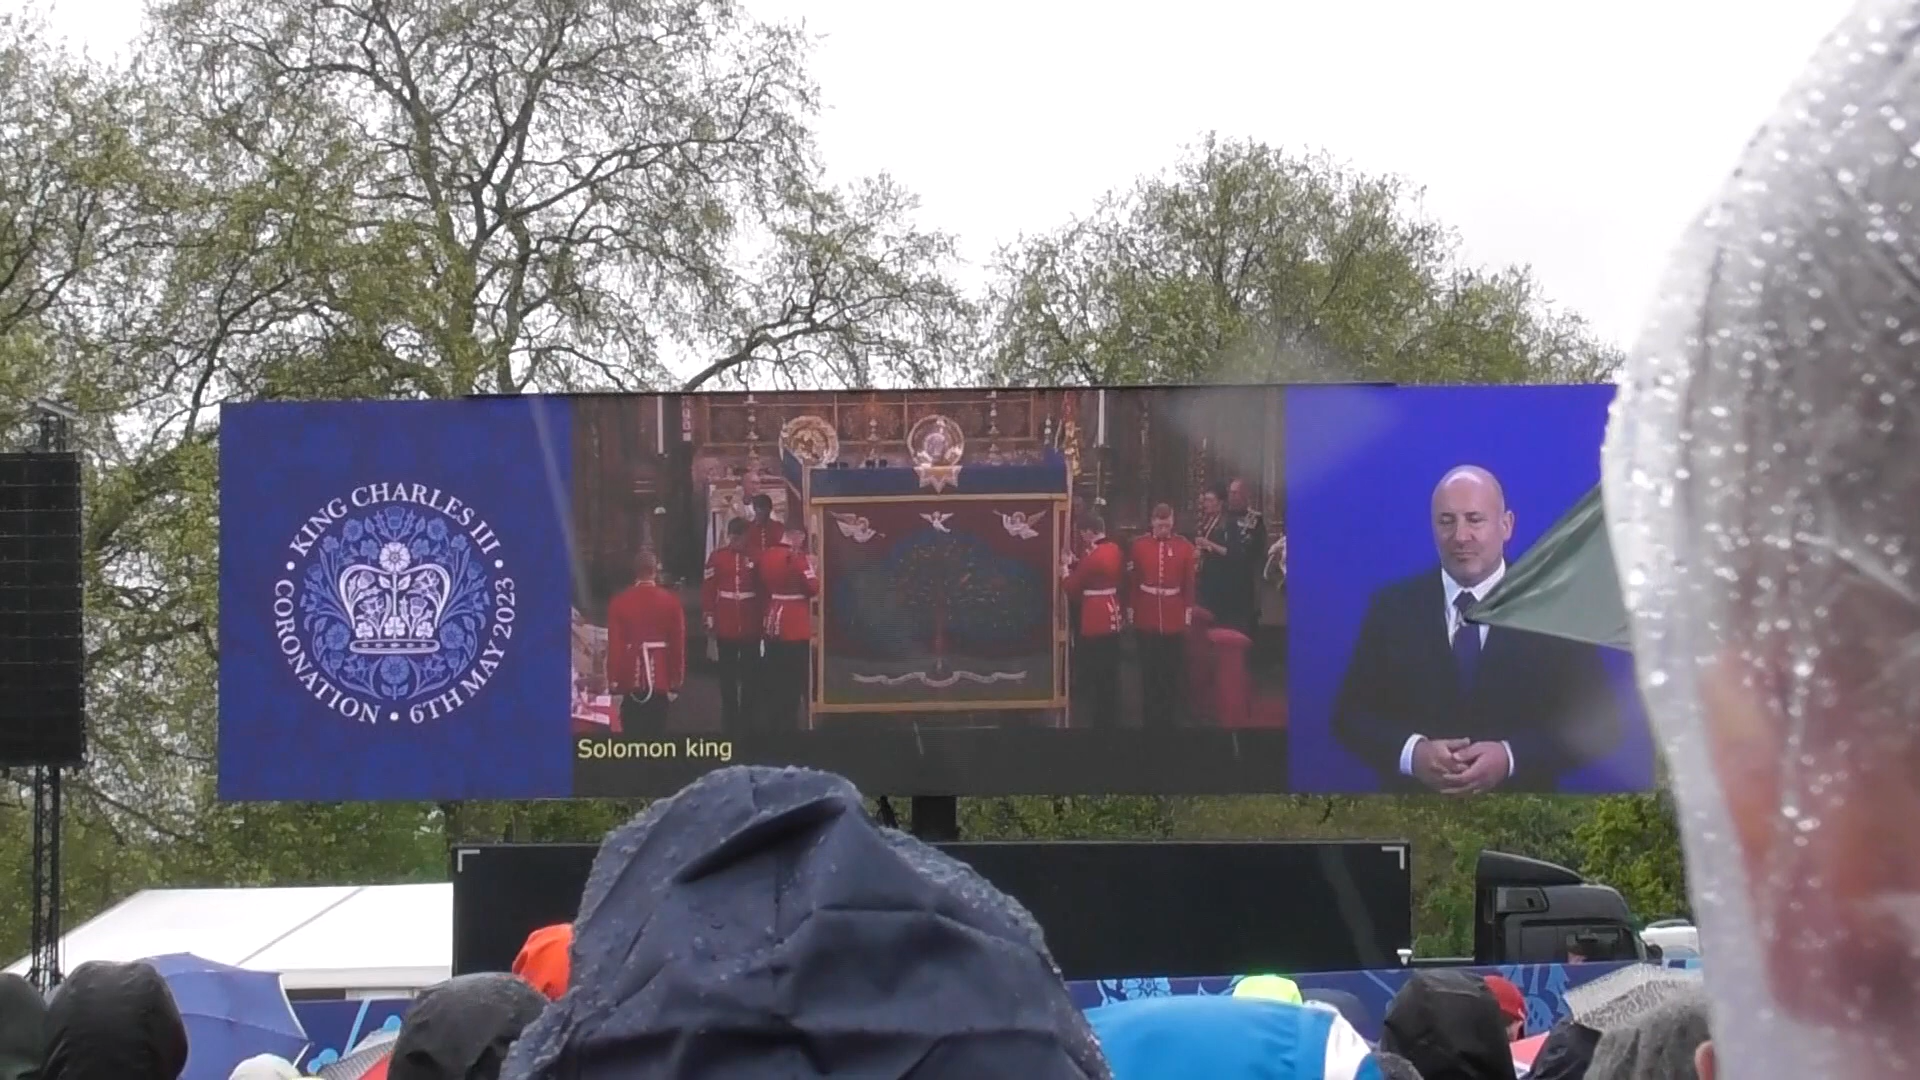 • KING CHARLES III •
CORONATION • 6TH MAY 2023
Solomon king